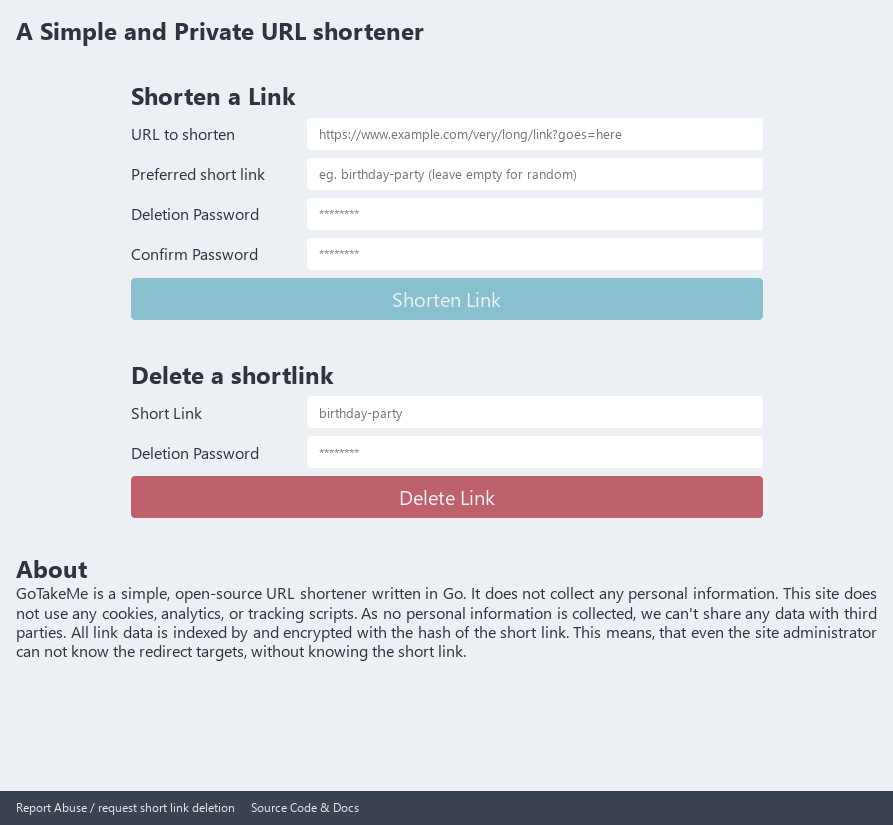 A Simple and Private URL shortener
Shorten a Link
URL to shorten
https://www.example.com/very/long/link?goes=here
Preferred short link
eg. birthday-party (leave empty for random)
Deletion Password
********
Confirm Password
********
Shorten Link
Delete a shortlink
Short Link
birthday-party
Deletion Password
********
Delete Link
About
GoTakeMe is a simple, open-source URL shortener written in Go. It does not collect any personal information. This site does
not use any cookies, analytics, or tracking scripts. As no personal information is collected, we can't share any data with third
parties. All link data is indexed by and encrypted with the hash of the short link. This means, that even the site administrator
can not know the redirect targets, without knowing the short link.
Report Abuse / request short link deletion
Source Code & Docs